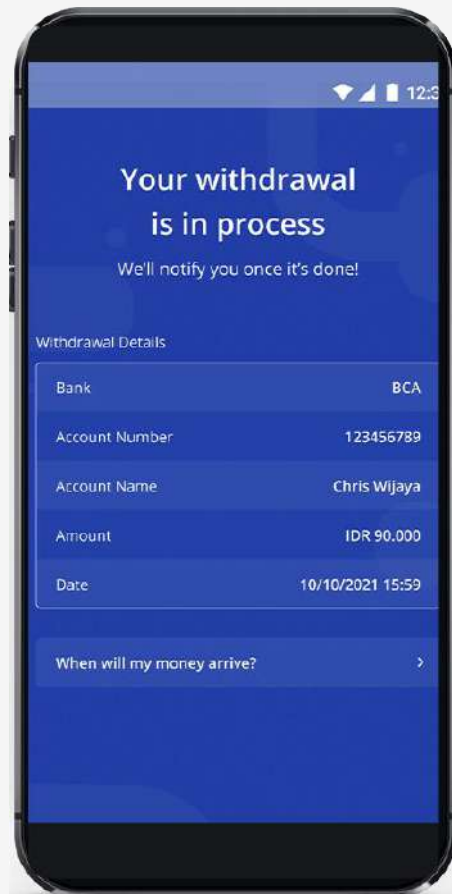 12:3
Your withdrawal
is in process
We'll notify you once it's done!
Withdrawal Details
Bank BCA
Account Number 123456789
Account Name Chris Wijaya
Amount IDR 90.000
Date 10/10/2021 15:59
When will my money arrive? >